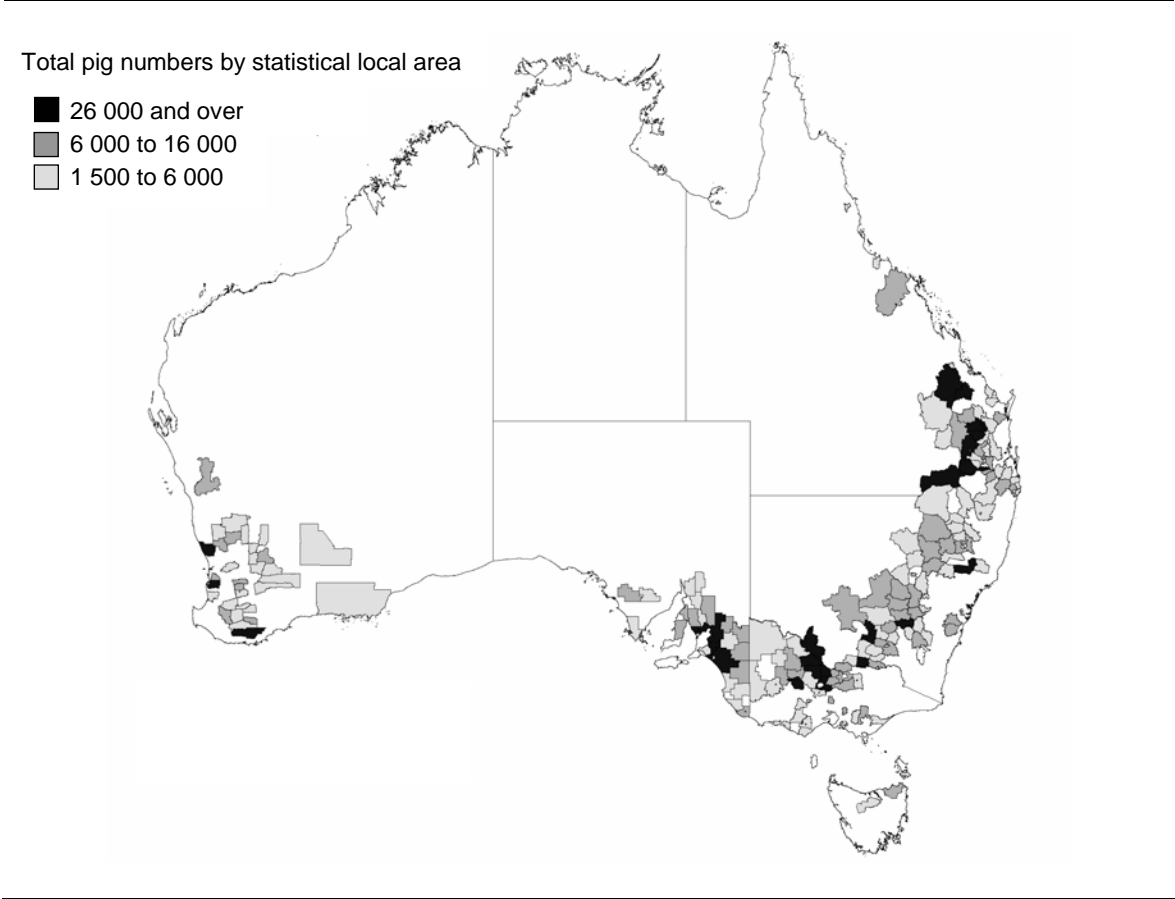 Total pig numbers by statistical local area
26 000 and over
6 000 to 16 000
1 500 to 6 000